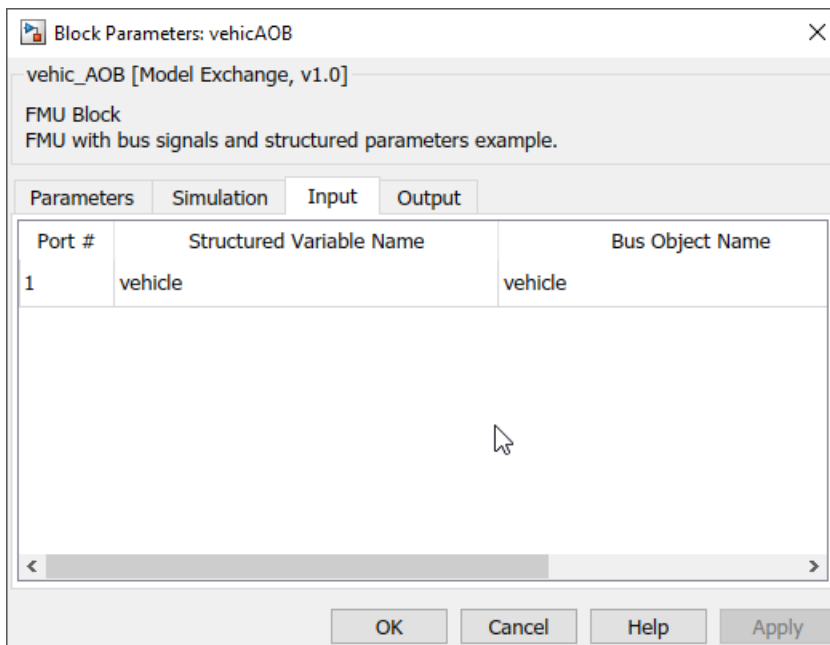 Block Parameters: vehicAOB
vehic_AOB [Model Exchange, v1.0]
FMU Block
FMU with bus signals and structured parameters example.
Parameters Simulation Input Output
Port # Structured Variable Name Bus Object Name
1 vehicle vehicle
OK Cancel Help Apply